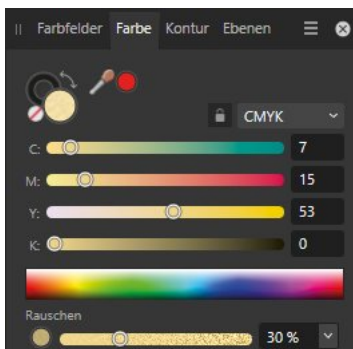 Farbfelder Farbe Kontur Ebenen
CMYK
C: 7
M: 15
Y: 53
K: 0
Rauschen
30 %